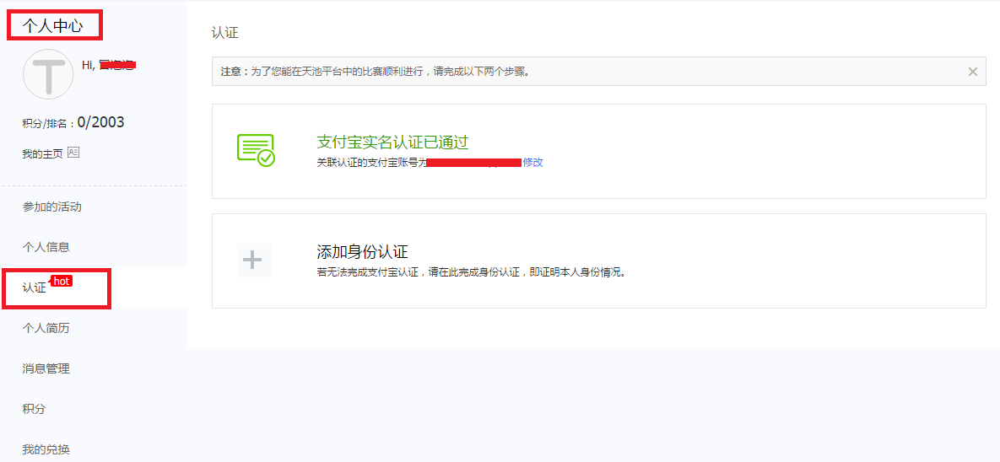 个人中心
Hi,
积分/排名：0/2003
我的主页
参加的活动
个人信息
认证
hot
个人简历
消息管理
积分
我的兑换
认证
注意：为了您能在天池平台中的比赛顺利进行，请完成以下两个步骤。
支付宝实名认证已通过
关联认证的支付宝账号为
修改
添加身份认证
若无法完成支付宝认证，请在此完成身份认证，即证明本人身份情况。